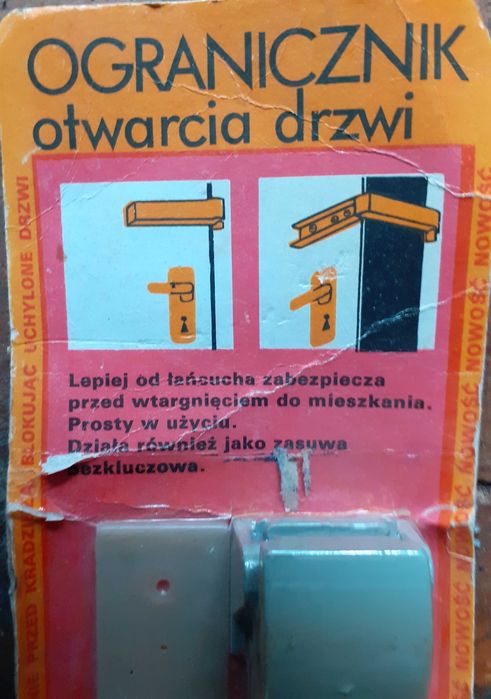 OGRANICZNIK
otwarcia drzwi
Lepiej od łańcucha zabezpiecza
przed wtargnięciem do mieszkania.
Prosty w użyciu.
Działa również jako zasuwa
bezkluczowa.
PRZED KRADZ
BLOKUJĄC UCHYLONE DRZWI
NOWOŚĆ NOWOŚĆ NOWOŚĆ NOWOŚĆ NOWOŚĆ